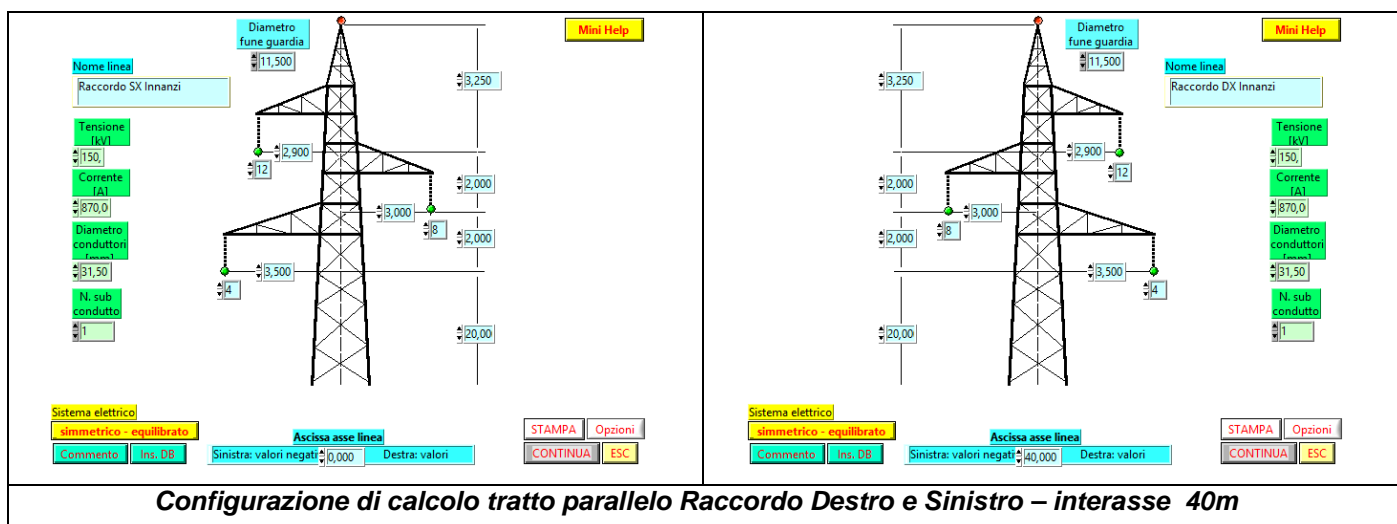 Diametro
fune guardia
11,500
Mini Help
Nome linea
Raccordo SX Innanzi
3,250
Tensione
[kV]
150,
2,900
12
Corrente
[A]
870,0
2,000
3,000
8
Diametro
conduttori
[mm]
31,50
2,000
3,500
4
N. sub
condutto
1
20,00
Sistema elettrico
simmetrico - equilibrato
Commento
Ins. DB
Ascissa asse linea
Sinistra: valori negati
0,000
Destra: valori
STAMPA
Opzioni
CONTINUA
ESC
Diametro
fune guardia
11,500
Mini Help
Nome linea
Raccordo DX Innanzi
3,250
Tensione
[kV]
150,
2,900
12
Corrente
[A]
870,0
2,000
3,000
8
Diametro
conduttori
[mm]
31,50
2,000
3,500
4
N. sub
condutto
1
20,00
Sistema elettrico
simmetrico - equilibrato
Commento
Ins. DB
Ascissa asse linea
Sinistra: valori negati
40,000
Destra: valori
STAMPA
Opzioni
CONTINUA
ESC
Configurazione di calcolo tratto parallelo Raccordo Destro e Sinistro – interasse 40m